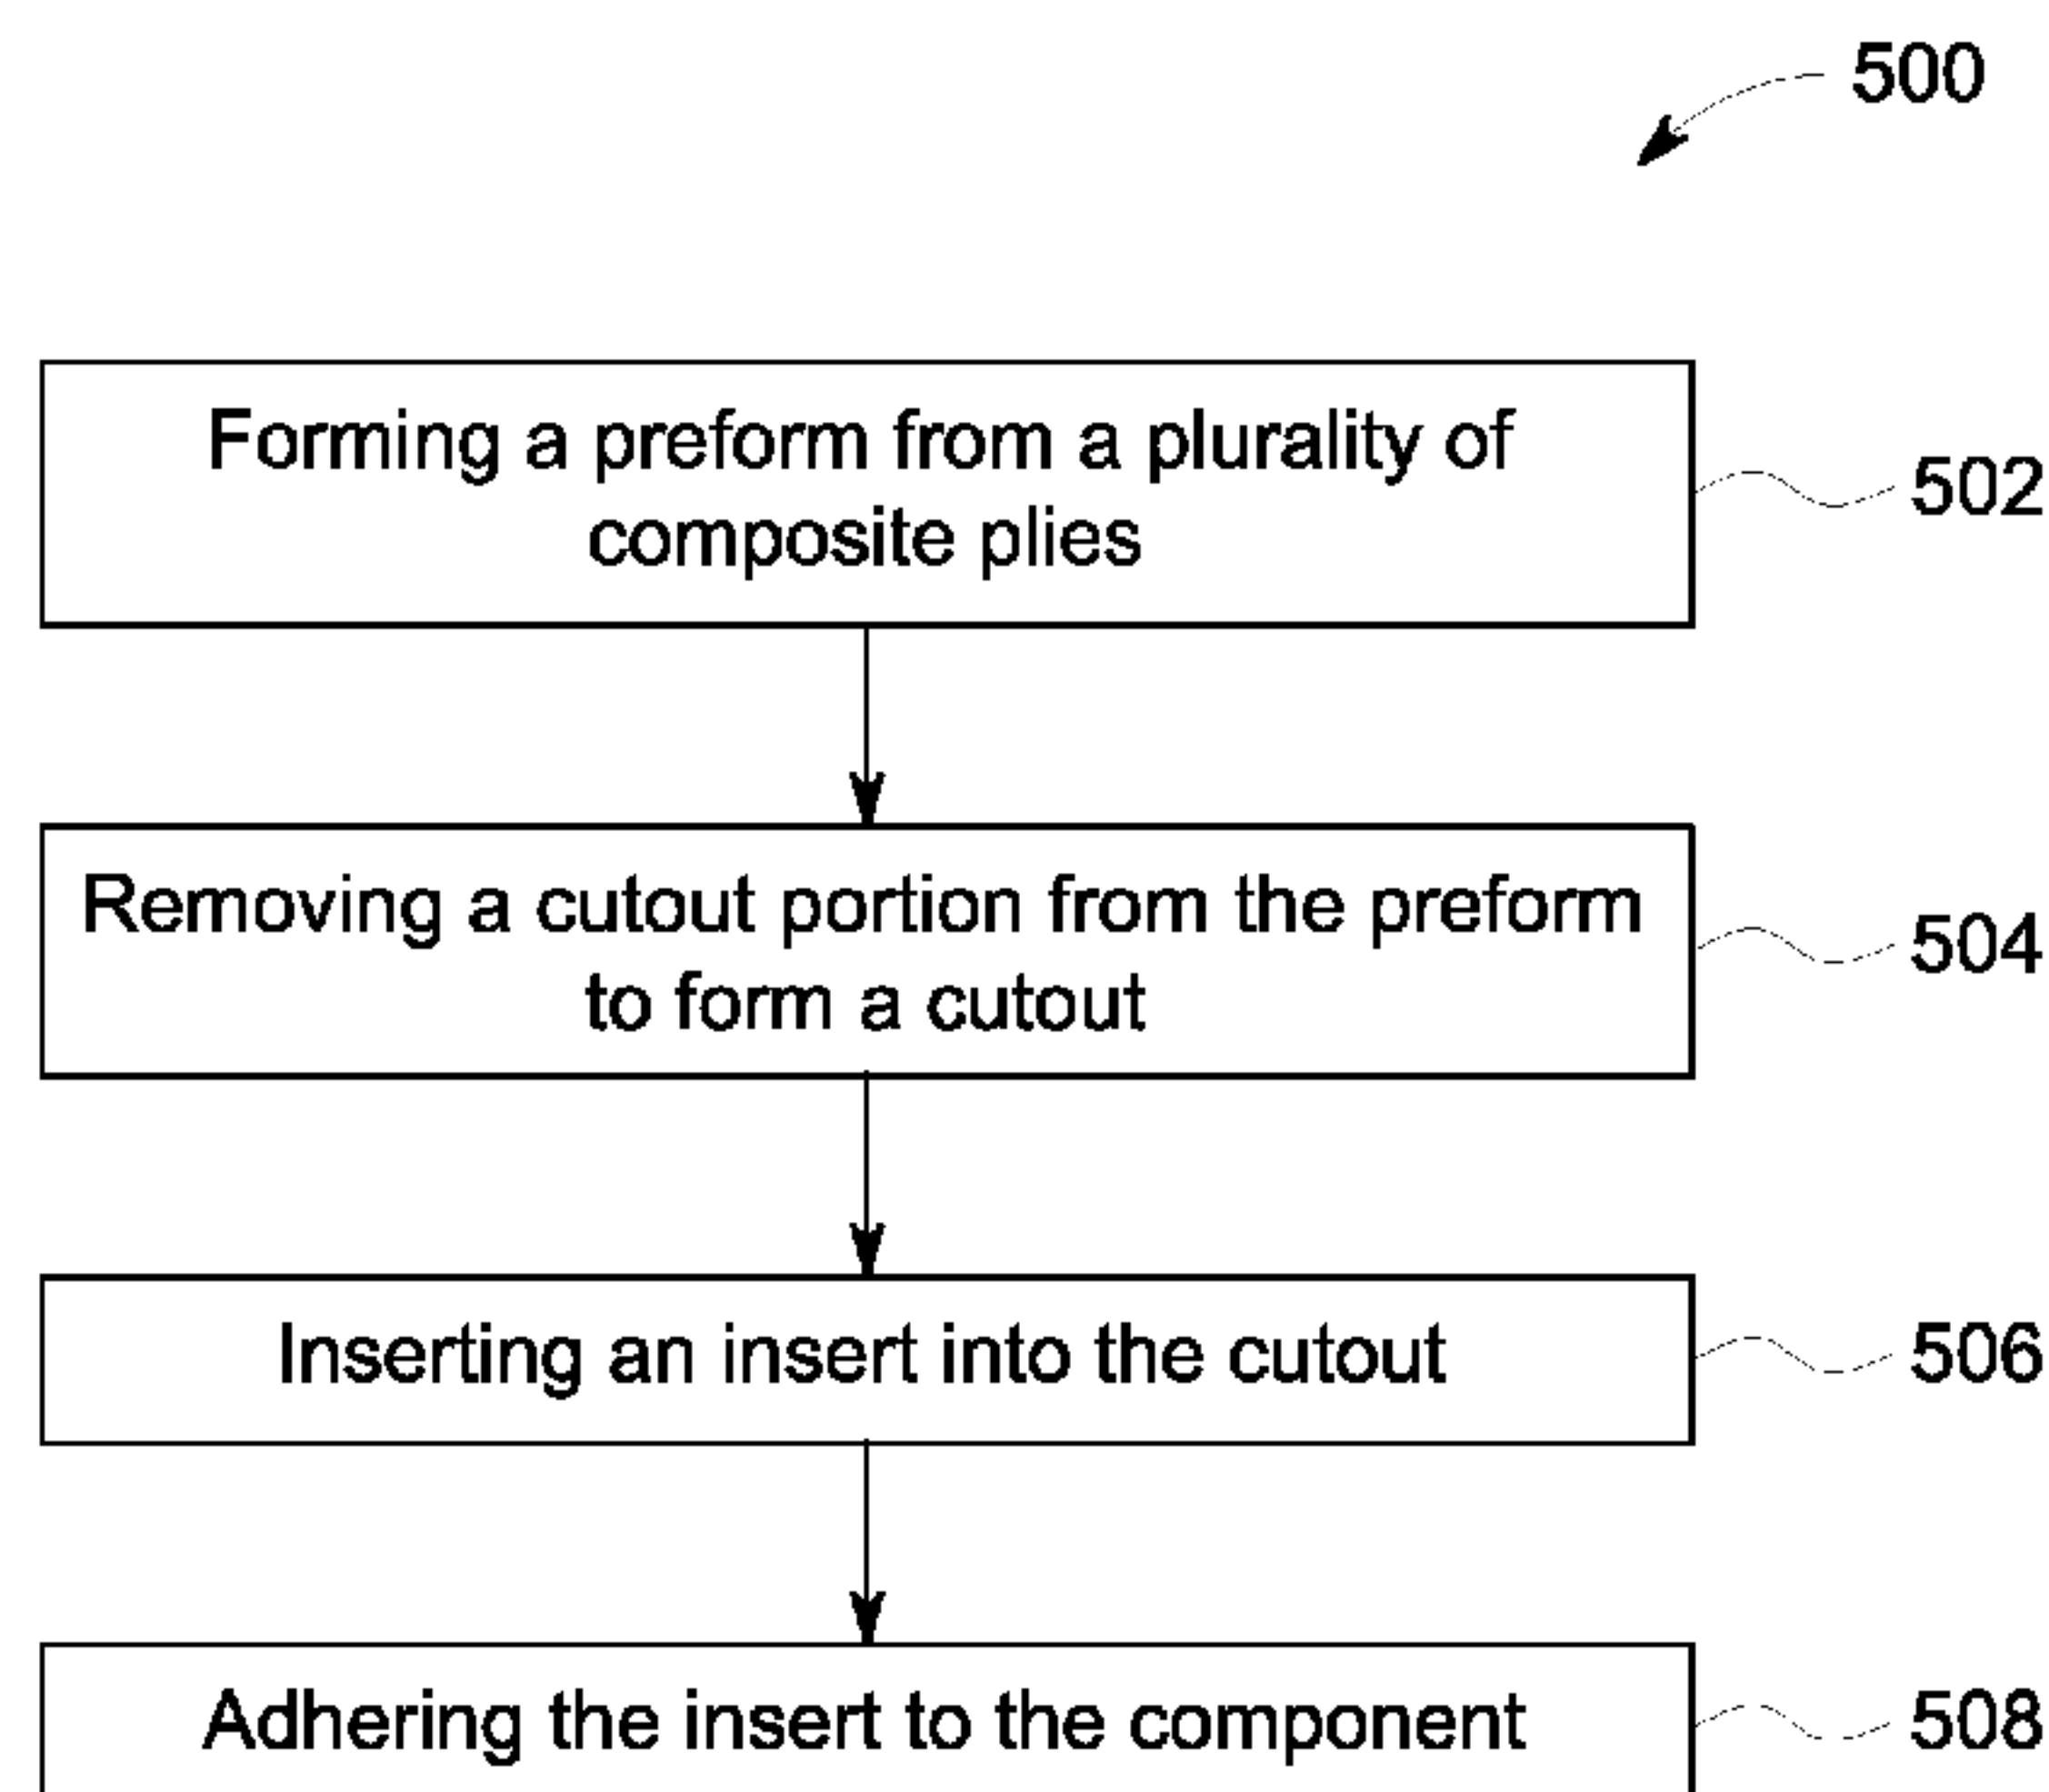 500
Forming a preform from a plurality of
composite plies
502
Removing a cutout portion from the preform
to form a cutout
504
Inserting an insert into the cutout
506
Adhering the insert to the component
508